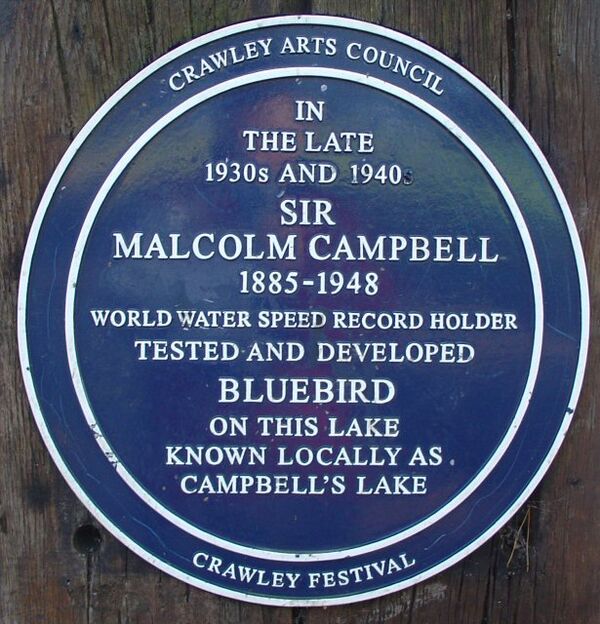 CRAWLEY ARTS COUNCIL
IN
THE LATE
1930s AND 1940s
SIR
MALCOLM CAMPBELL
1885-1948
WORLD WATER SPEED RECORD HOLDER
TESTED AND DEVELOPED
BLUEBIRD
ON THIS LAKE
KNOWN LOCALLY AS
CAMPBELL'S LAKE
CRAWLEY FESTIVAL